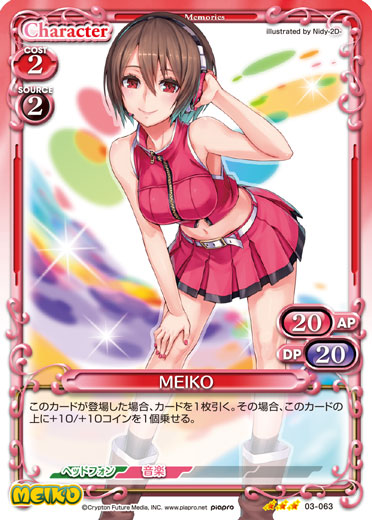 Memories
Character
illustrated by Nidy-2D-
COST
2
SOURCE
2
20 AP
DP 20
MEIKO
このカードが登場した場合、カードを1枚引く。その場合、このカードの
上に+10/+10コインを1個乗せる。
ヘッドフォン 音楽
MEIKO
©Crypton Future Media, INC. www.piapro.net piapro
03-063